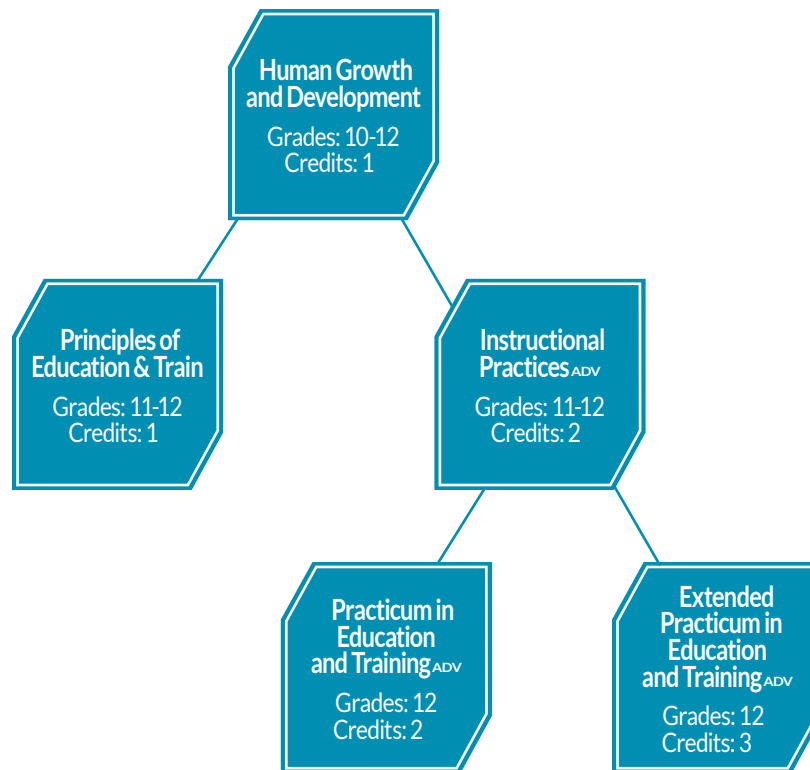 Human Growth
and Development
Grades: 10-12
Credits: 1
Principles of
Education & Train
Grades: 11-12
Credits: 1
Instructional
Practices ADV
Grades: 11-12
Credits: 2
Practicum in
Education
and Training ADV
Grades: 12
Credits: 2
Extended
Practicum in
Education
and Training ADV
Grades: 12
Credits: 3